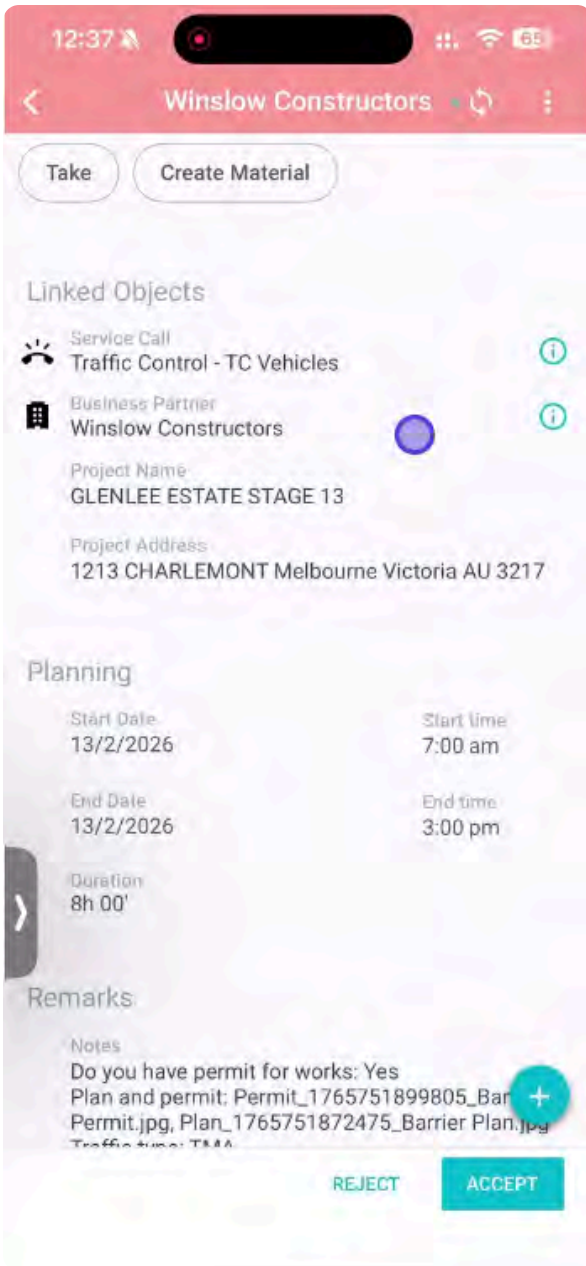 12:37
65
Winslow Constructors
Take
Create Material
Linked Objects
Service Call
Traffic Control - TC Vehicles
Business Partner
Winslow Constructors
Project Name
GLENLEE ESTATE STAGE 13
Project Address
1213 CHARLEMONT Melbourne Victoria AU 3217
Planning
Start Date
Start time
13/2/2026
7:00 am
End Date
End time
13/2/2026
3:00 pm
Duration
8h 00'
Remarks
Notes
Do you have permit for works: Yes
Plan and permit: Permit_1765751899805_Bar
Permit.jpg, Plan_1765751872475_Barrier Plan.jpg
Traffic type: TMA
REJECT
ACCEPT